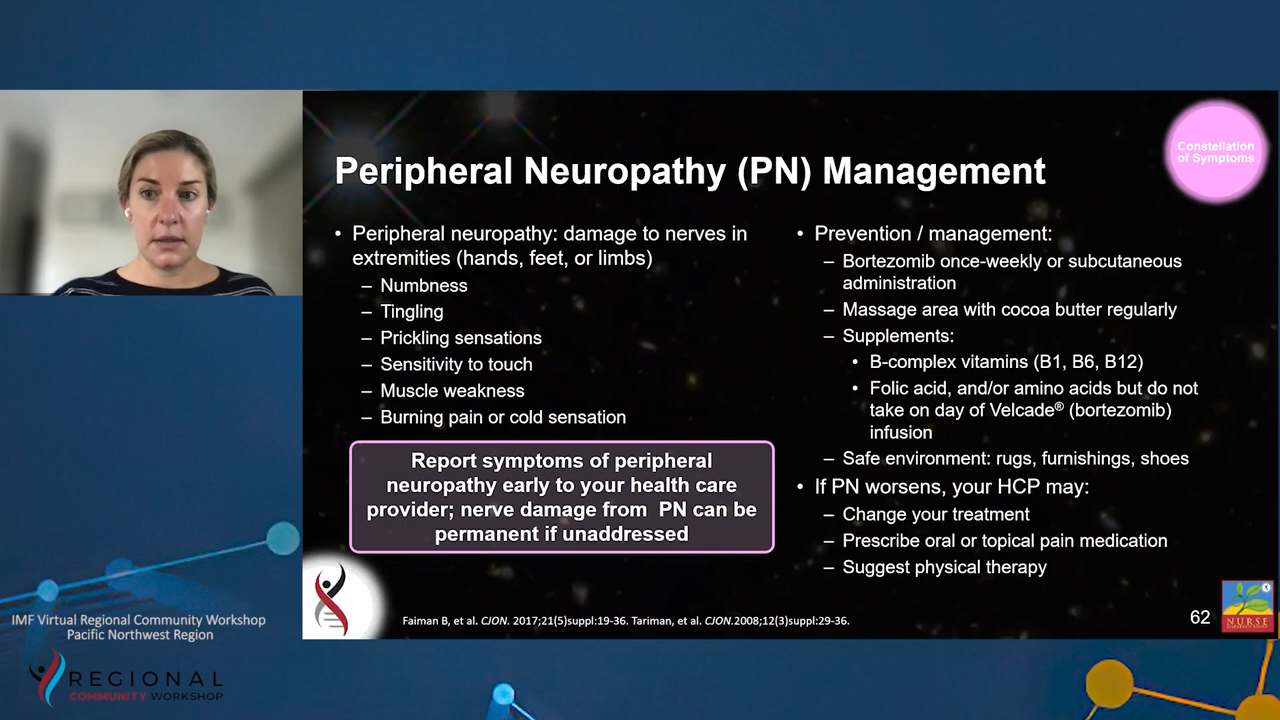 Constellation
of Symptoms
Peripheral Neuropathy (PN) Management
• Peripheral neuropathy: damage to nerves in
extremities (hands, feet, or limbs)
– Numbness
– Tingling
– Prickling sensations
– Sensitivity to touch
– Muscle weakness
– Burning pain or cold sensation
Report symptoms of peripheral
neuropathy early to your health care
provider; nerve damage from PN can be
permanent if unaddressed
• Prevention / management:
– Bortezomib once-weekly or subcutaneous
administration
– Massage area with cocoa butter regularly
– Supplements:
• B-complex vitamins (B1, B6, B12)
• Folic acid, and/or amino acids but do not
take on day of Velcade® (bortezomib)
infusion
– Safe environment: rugs, furnishings, shoes
• If PN worsens, your HCP may:
– Change your treatment
– Prescribe oral or topical pain medication
– Suggest physical therapy
Faiman B, et al. CJON. 2017;21(5)suppl:19-36. Tariman, et al. CJON.2008;12(3)suppl:29-36.
62
NURSE
IMF Virtual Regional Community Workshop
Pacific Northwest Region
REGIONAL
COMMUNITY WORKSHOP